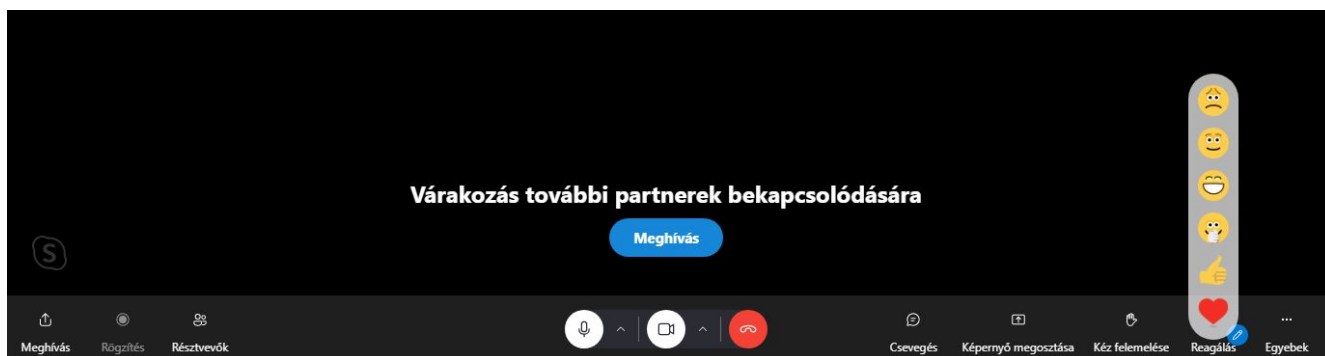 Várakozás további partnerek bekapcsolódására
Meghívás
S
Meghívás
Rögzítés
Résztvevők
Csevegés
Képernyő megosztása
Kéz felemelése
Reagálás
Egyebek